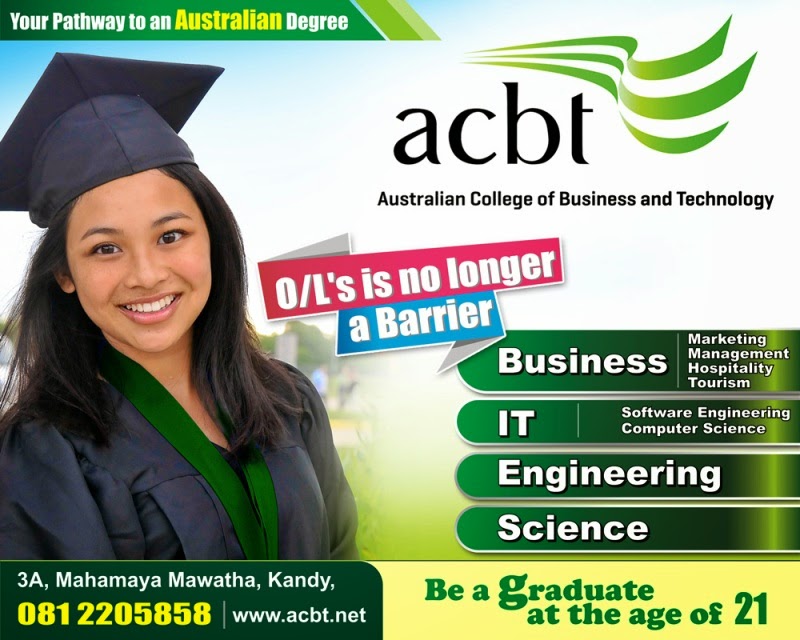 Your Pathway to an Australian Degree
acbt
Australian College of Business and Technology
O/L's is no longer
a Barrier
Business
Marketing
Management
Hospitality
Tourism
IT
Software Engineering
Computer Science
Engineering
Science
3A, Mahamaya Mawatha, Kandy,
081 2205858 | www.acbt.net
Be a graduate
at the age of 21